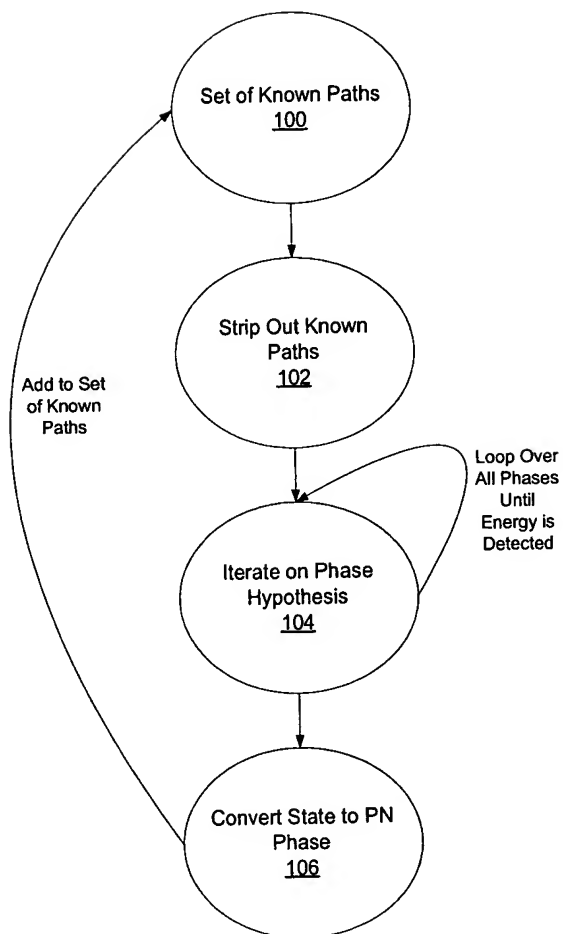 Set of Known Paths
100
Strip Out Known
Paths
102
Add to Set
of Known
Paths
Loop Over
All Phases
Until
Energy is
Detected
Iterate on Phase
Hypothesis
104
Convert State to PN
Phase
106